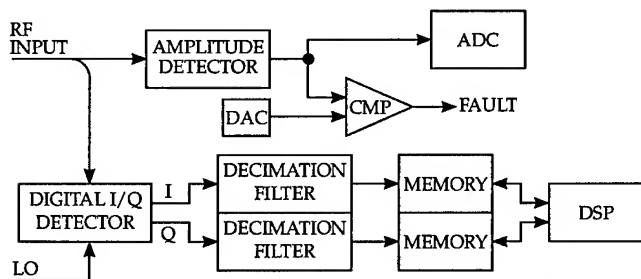 RF
INPUT
AMPLITUDE
DETECTOR
ADC
DAC
CMP
FAULT
DIGITAL I/Q
DETECTOR
I
Q
DECIMATION
FILTER
DECIMATION
FILTER
MEMORY
MEMORY
DSP
LO